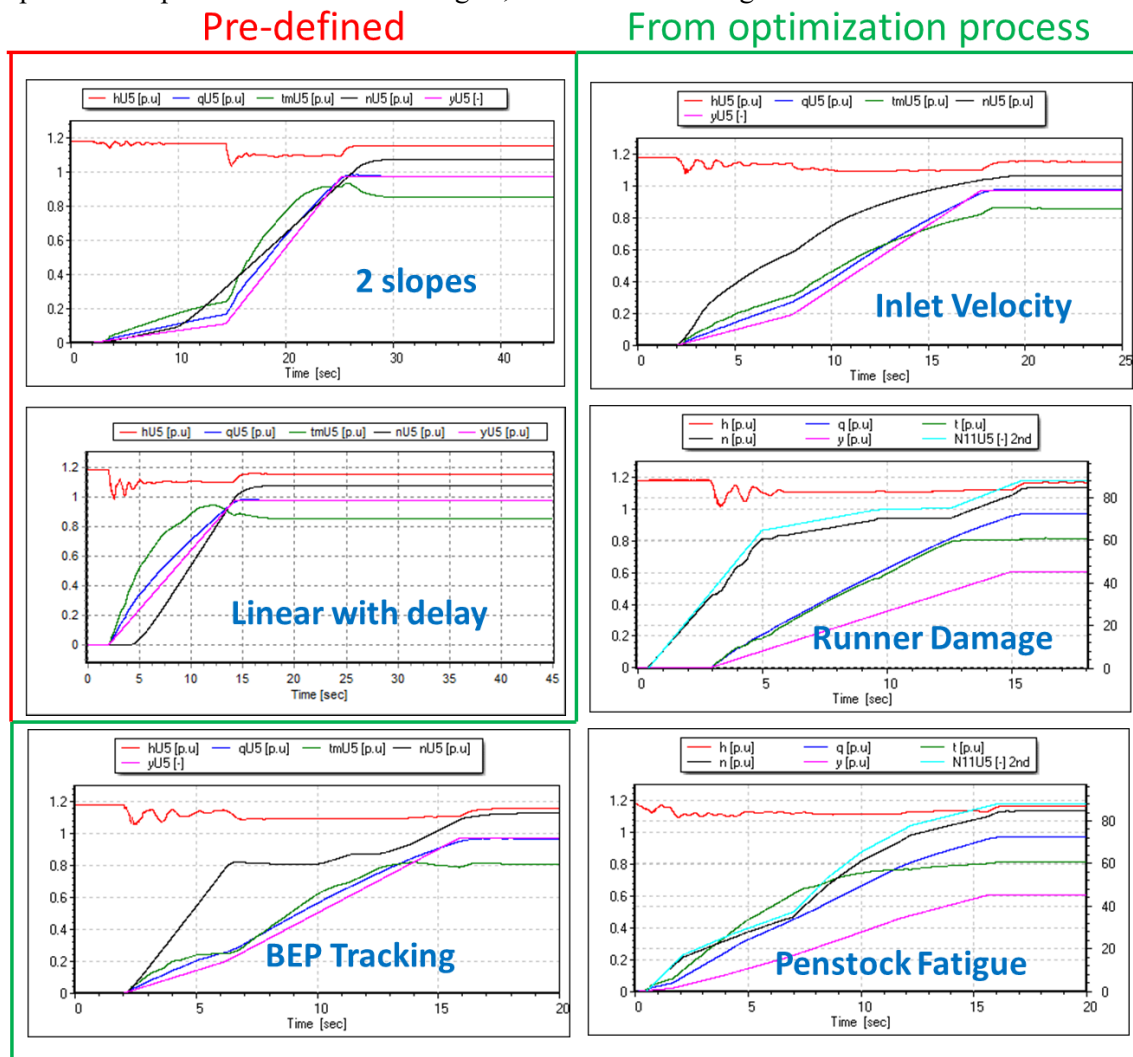 Pre-defined
From optimization process
hU5 [p.u] qU5 [p.u] tmU5 [p.u] nU5 [p.u] yU5 [-]
1.2
1
0.8
0.6
0.4
0.2
0
0 10 20 30 40
Time [sec]
2 slopes
hU5 [p.u] qU5 [p.u] tmU5 [p.u] nU5 [p.u]
yU5 [-]
1.2
1
0.8
0.6
0.4
0.2
0
0 5 10 15 20 25
Time [sec]
Inlet Velocity
hU5 [p.u] qU5 [p.u] tmU5 [p.u] nU5 [p.u] yU5 [p.u]
1.2
1
0.8
0.6
0.4
0.2
0
0 5 10 15 20 25 30 35 40 45
Time [sec]
Linear with delay
h [p.u] q [p.u] t [p.u]
n [p.u] y [p.u] N11U5 [-] 2nd
1.2
1
0.8
0.6
0.4
0.2
0
80
60
40
20
0
0 5 10 15
Time [sec]
Runner Damage
hU5 [p.u] qU5 [p.u] tmU5 [p.u] nU5 [p.u]
yU5 [-]
1.2
1
0.8
0.6
0.4
0.2
0
0 5 10 15 20
Time [sec]
BEP Tracking
h [p.u] q [p.u] t [p.u]
n [p.u] y [p.u] N11U5 [-] 2nd
1.2
1
0.8
0.6
0.4
0.2
0
80
60
40
20
0
0 5 10 15 20
Time [sec]
Penstock Fatigue